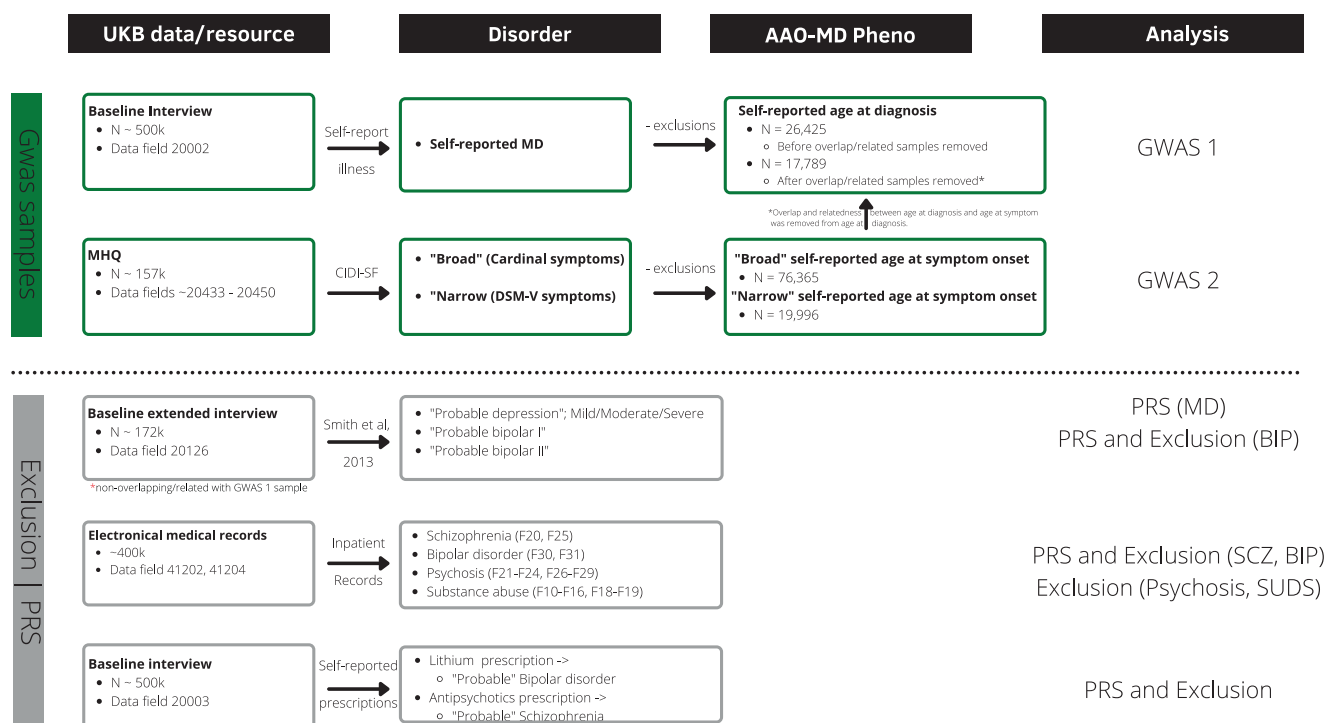 UKB data/resource
Disorder
AAO-MD Pheno
Analysis
Gwas samples
Baseline Interview
• N ~ 500k
• Data field 20002
Self-report
illness
• Self-reported MD
- exclusions
Self-reported age at diagnosis
• N = 26,425
○ Before overlap/related samples removed
• N = 17,789
○ After overlap/related samples removed*
GWAS 1
*Overlap and relatedness between age at diagnosis and age at symptom
was removed from age at diagnosis.
MHQ
• N ~ 157k
• Data fields ~20433 - 20450
CIDI-SF
• "Broad" (Cardinal symptoms)
• "Narrow (DSM-V symptoms)
- exclusions
"Broad" self-reported age at symptom onset
• N = 76,365
"Narrow" self-reported age at symptom onset
• N = 19,996
GWAS 2
Exclusion | PRS
Baseline extended interview
• N ~ 172k
• Data field 20126
*non-overlapping/related with GWAS 1 sample
Smith et al,
2013
• "Probable depression"; Mild/Moderate/Severe
• "Probable bipolar I"
• "Probable bipolar II"
PRS (MD)
PRS and Exclusion (BIP)
Electronical medical records
• ~400k
• Data field 41202, 41204
Inpatient
Records
• Schizophrenia (F20, F25)
• Bipolar disorder (F30, F31)
• Psychosis (F21-F24, F26-F29)
• Substance abuse (F10-F16, F18-F19)
PRS and Exclusion (SCZ, BIP)
Exclusion (Psychosis, SUDS)
Baseline interview
• N ~ 500k
• Data field 20003
Self-reported
prescriptions
• Lithium prescription ->
○ "Probable" Bipolar disorder
• Antipsychotics prescription ->
○ "Probable" Schizophrenia
PRS and Exclusion